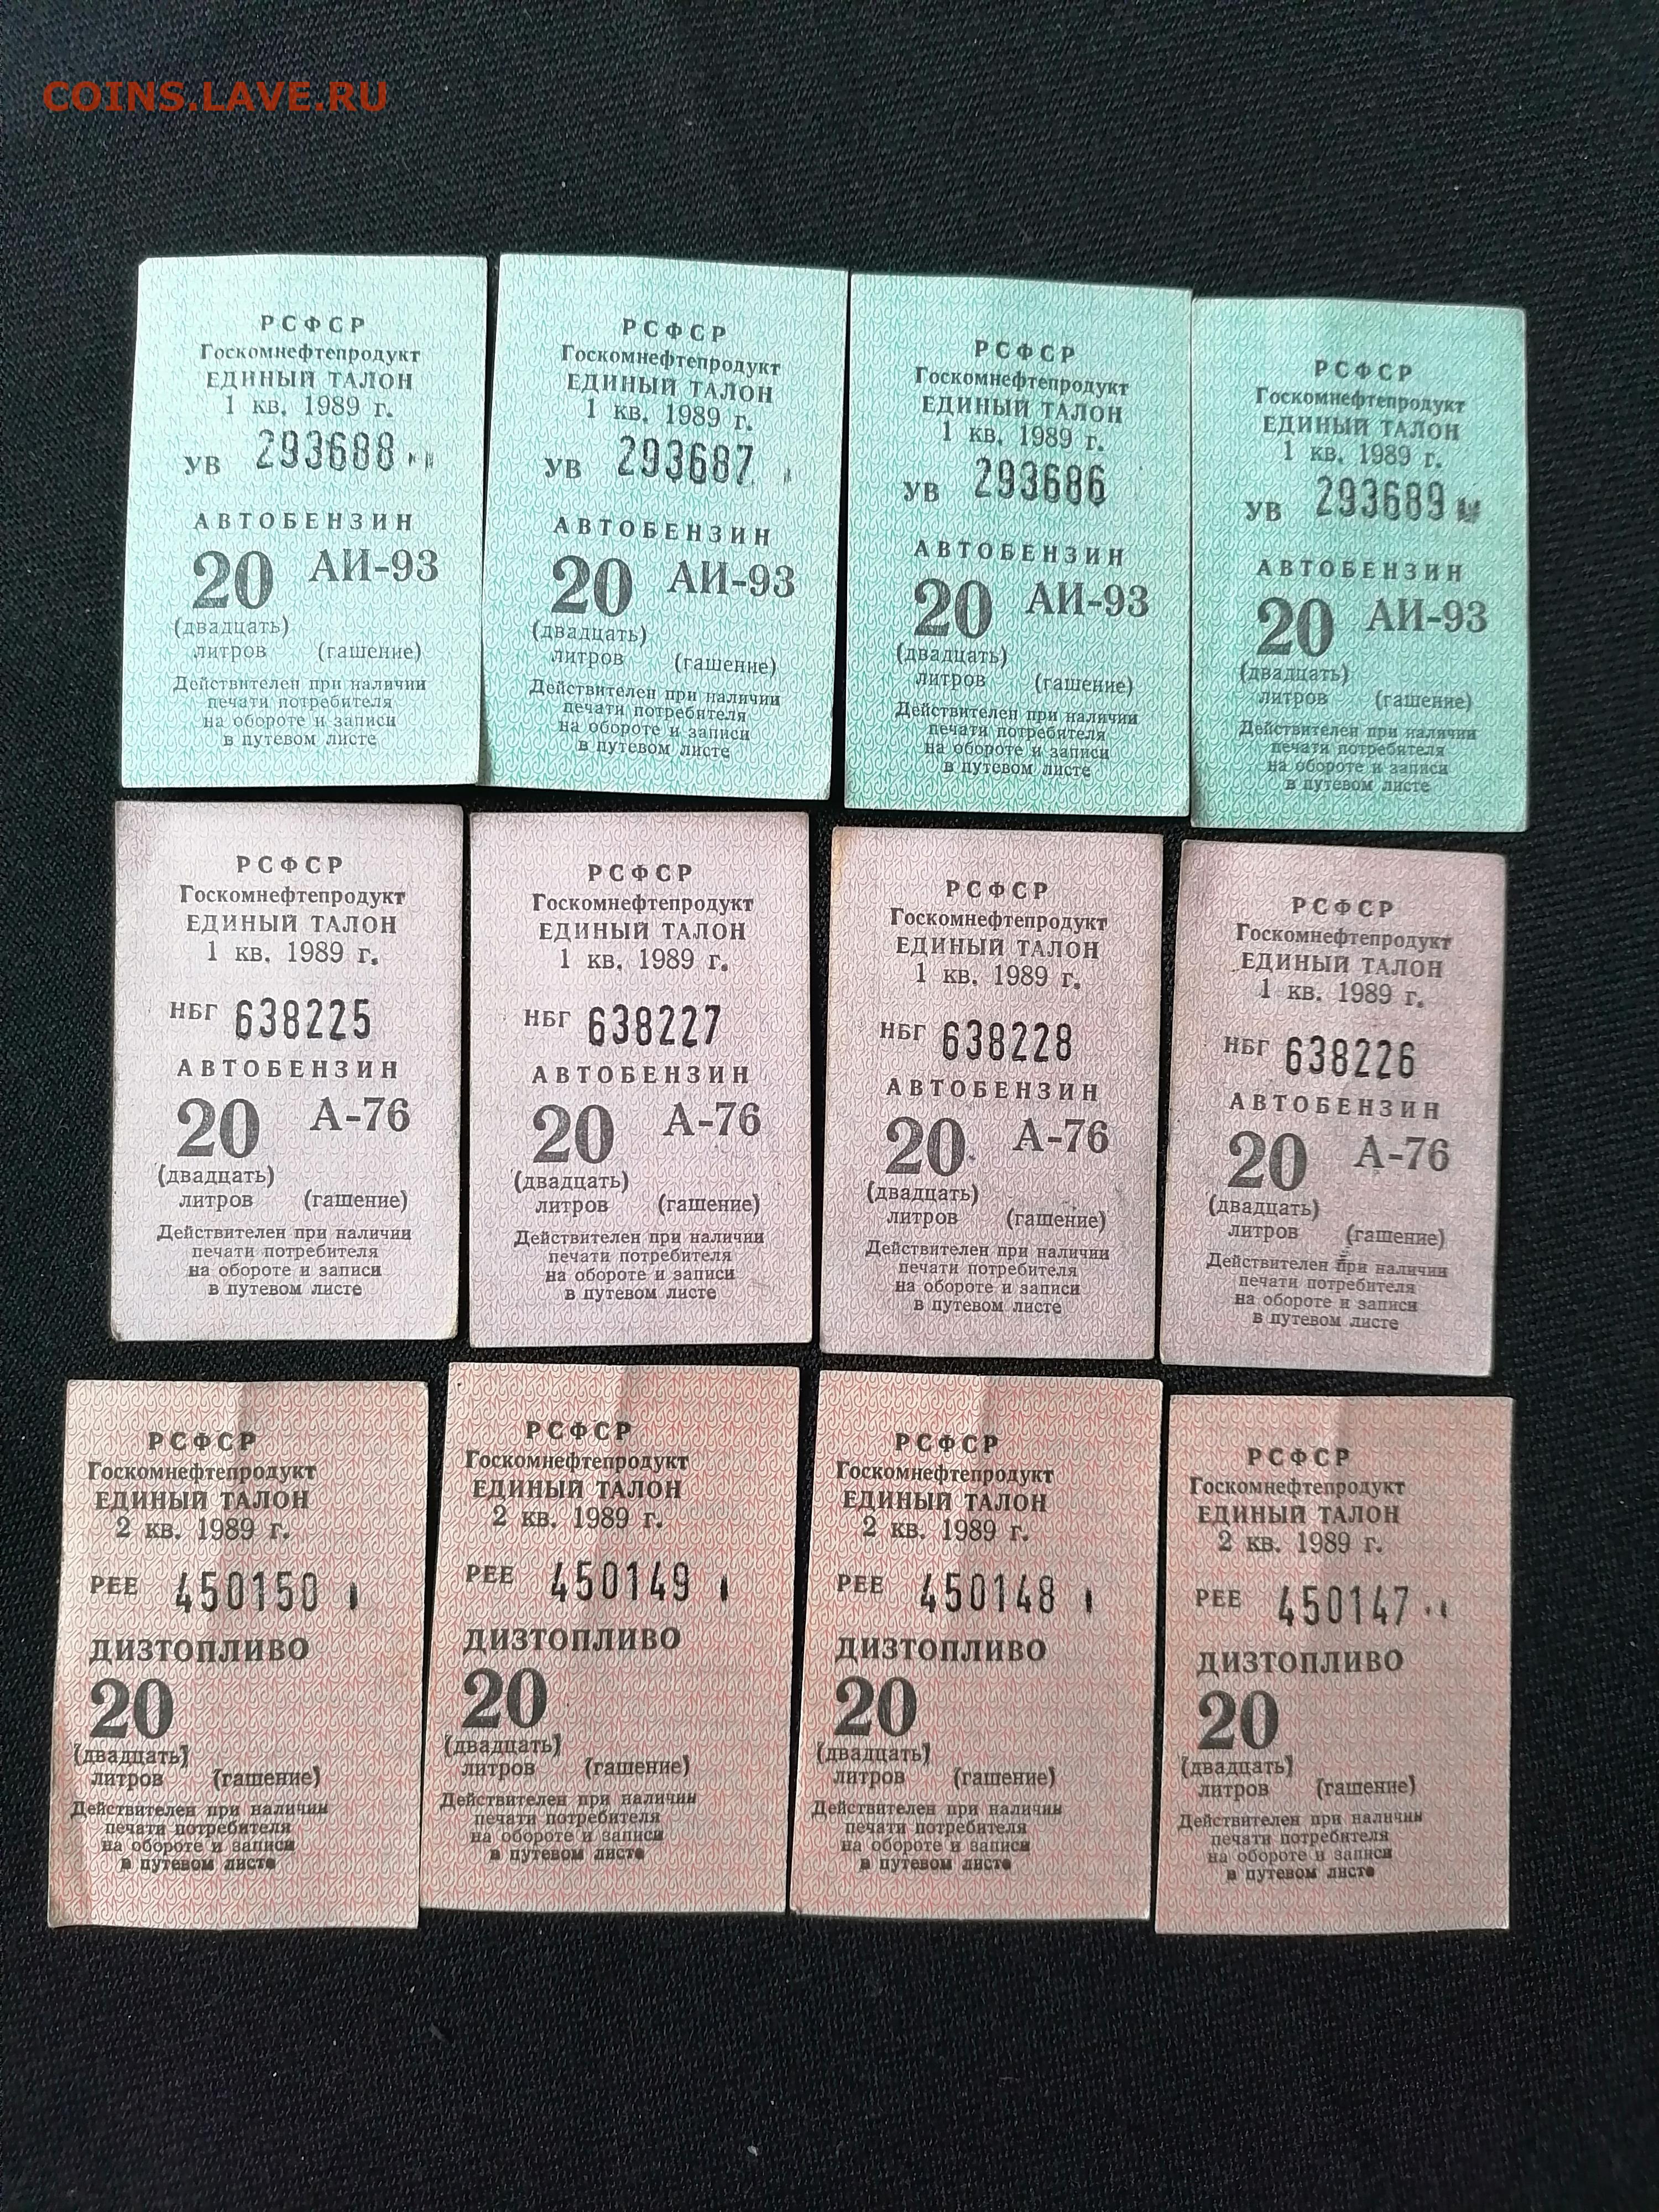 COINS.LAVE.RU
РСФСР
Госкомнефтепродукт
ЕДИНЫЙ ТАЛОН
1 кв. 1989 г.
УВ 293688
АВТОБЕНЗИН
20 АИ-93
(двадцать)
литров (гашение)
Действителен при наличии
печати потребителя
на обороте и записи
в путевом листе
РСФСР
Госкомнефтепродукт
ЕДИНЫЙ ТАЛОН
1 кв. 1989 г.
УВ 293687
АВТОБЕНЗИН
20 АИ-93
(двадцать)
литров (гашение)
Действителен при наличии
печати потребителя
на обороте и записи
в путевом листе
РСФСР
Госкомнефтепродукт
ЕДИНЫЙ ТАЛОН
1 кв. 1989 г.
УВ 293686
АВТОБЕНЗИН
20 АИ-93
(двадцать)
литров (гашение)
Действителен при наличии
печати потребителя
на обороте и записи
в путевом листе
РСФСР
Госкомнефтепродукт
ЕДИНЫЙ ТАЛОН
1 кв. 1989 г.
УВ 293689
АВТОБЕНЗИН
20 АИ-93
(двадцать)
литров (гашение)
Действителен при наличии
печати потребителя
на обороте и записи
в путевом листе
РСФСР
Госкомнефтепродукт
ЕДИНЫЙ ТАЛОН
1 кв. 1989 г.
НБГ 638225
АВТОБЕНЗИН
20 А-76
(двадцать)
литров (гашение)
Действителен при наличии
печати потребителя
на обороте и записи
в путевом листе
РСФСР
Госкомнефтепродукт
ЕДИНЫЙ ТАЛОН
1 кв. 1989 г.
НБГ 638227
АВТОБЕНЗИН
20 А-76
(двадцать)
литров (гашение)
Действителен при наличии
печати потребителя
на обороте и записи
в путевом листе
РСФСР
Госкомнефтепродукт
ЕДИНЫЙ ТАЛОН
1 кв. 1989 г.
НБГ 638228
АВТОБЕНЗИН
20 А-76
(двадцать)
литров (гашение)
Действителен при наличии
печати потребителя
на обороте и записи
в путевом листе
РСФСР
Госкомнефтепродукт
ЕДИНЫЙ ТАЛОН
1 кв. 1989 г.
НБГ 638226
АВТОБЕНЗИН
20 А-76
(двадцать)
литров (гашение)
Действителен при наличии
печати потребителя
на обороте и записи
в путевом листе
РСФСР
Госкомнефтепродукт
ЕДИНЫЙ ТАЛОН
2 кв. 1989 г.
РЕЕ 450150
ДИЗТОПЛИВО
20
(двадцать)
литров (гашение)
Действителен при наличии
печати потребителя
на обороте и записи
в путевом листе
РСФСР
Госкомнефтепродукт
ЕДИНЫЙ ТАЛОН
2 кв. 1989 г.
РЕЕ 450149
ДИЗТОПЛИВО
20
(двадцать)
литров (гашение)
Действителен при наличии
печати потребителя
на обороте и записи
в путевом листе
РСФСР
Госкомнефтепродукт
ЕДИНЫЙ ТАЛОН
2 кв. 1989 г.
РЕЕ 450148
ДИЗТОПЛИВО
20
(двадцать)
литров (гашение)
Действителен при наличии
печати потребителя
на обороте и записи
в путевом листе
РСФСР
Госкомнефтепродукт
ЕДИНЫЙ ТАЛОН
2 кв. 1989 г.
РЕЕ 450147
ДИЗТОПЛИВО
20
(двадцать)
литров (гашение)
Действителен при наличии
печати потребителя
на обороте и записи
в путевом листе